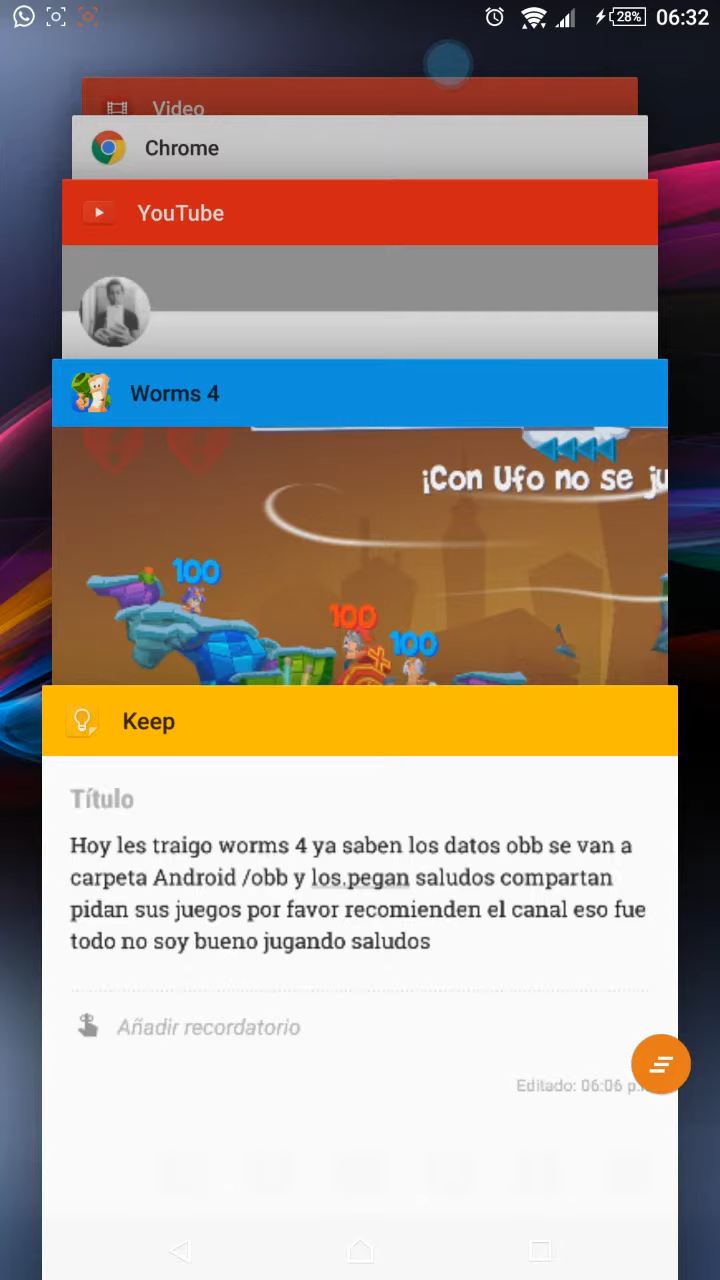 28% 06:32
Video
Chrome
YouTube
Worms 4
¡Con Ufo no se ju
100
100
100
Keep
Título
Hoy les traigo worms 4 ya saben los datos obb se van a
carpeta Android /obb y los.pegan saludos compartan
pidan sus juegos por favor recomienden el canal eso fue
todo no soy bueno jugando saludos
Añadir recordatorio
Editado: 06:06 p.